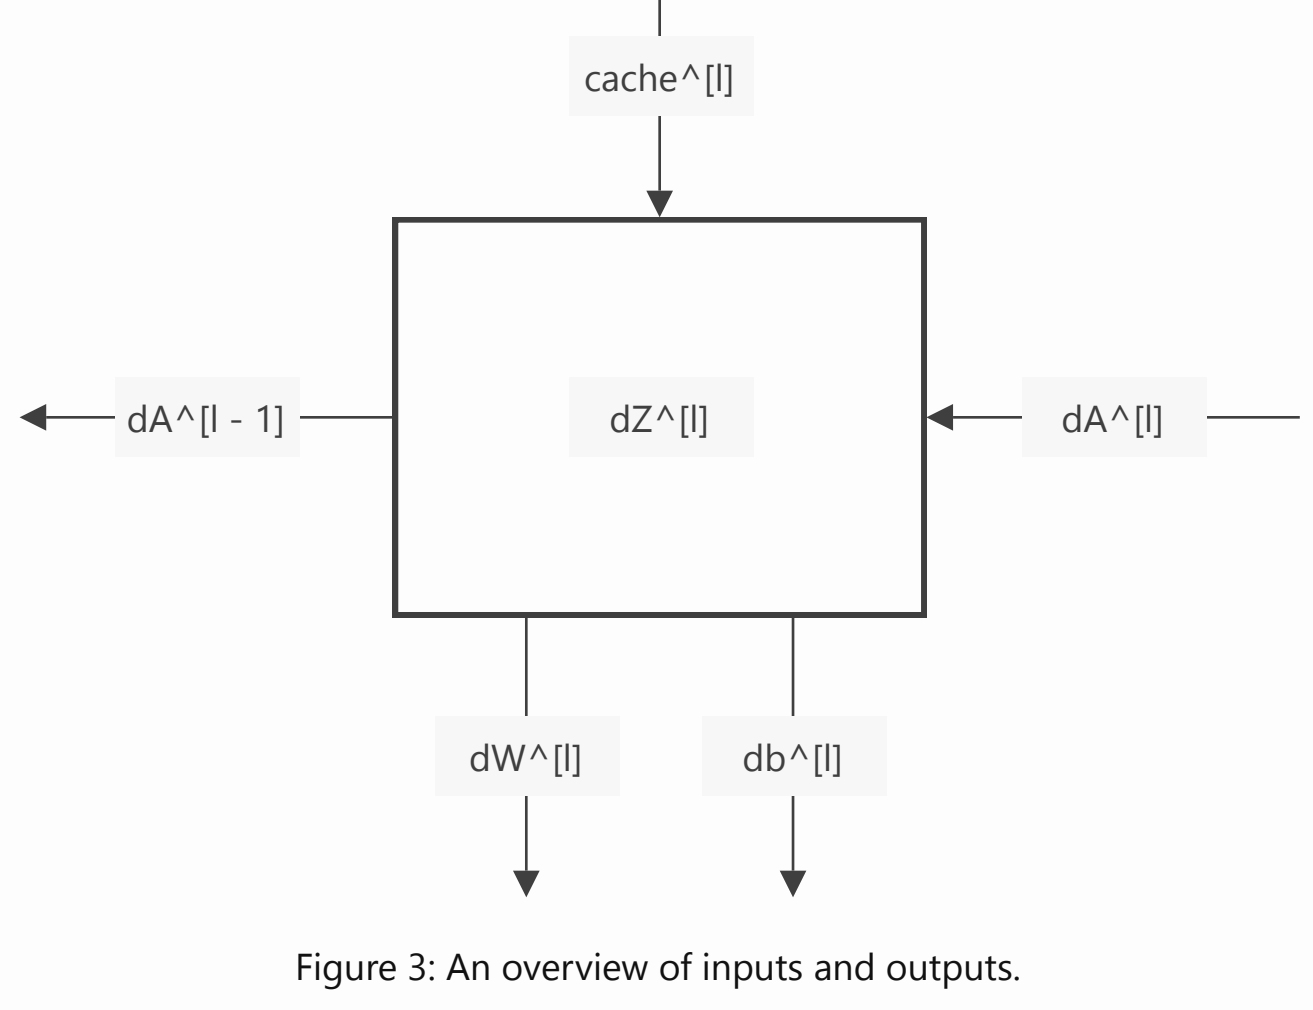 cache^[l]
dA^[l - 1]
dZ^[l]
dA^[l]
dW^[l]
db^[l]
Figure 3: An overview of inputs and outputs.